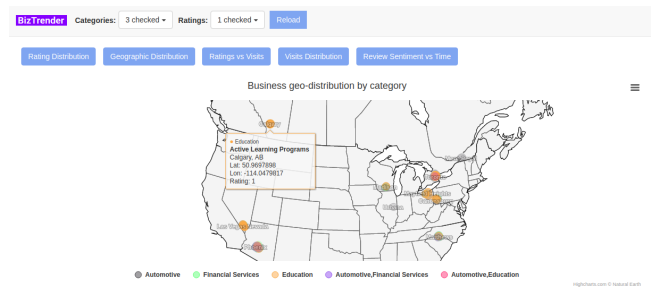 BizTrender Categories: 3 checked Ratings: 1 checked Reload
Rating Distribution Geographic Distribution Ratings vs Visits Visits Distribution Review Sentiment vs Time
Business geo-distribution by category
Education
Active Learning Programs
Calgary, AB
Lat: 50.9697898
Lon: -114.0479817
Rating: 1
Automotive Financial Services Education Automotive,Financial Services Automotive,Education
Highcharts.com © Natural Earth